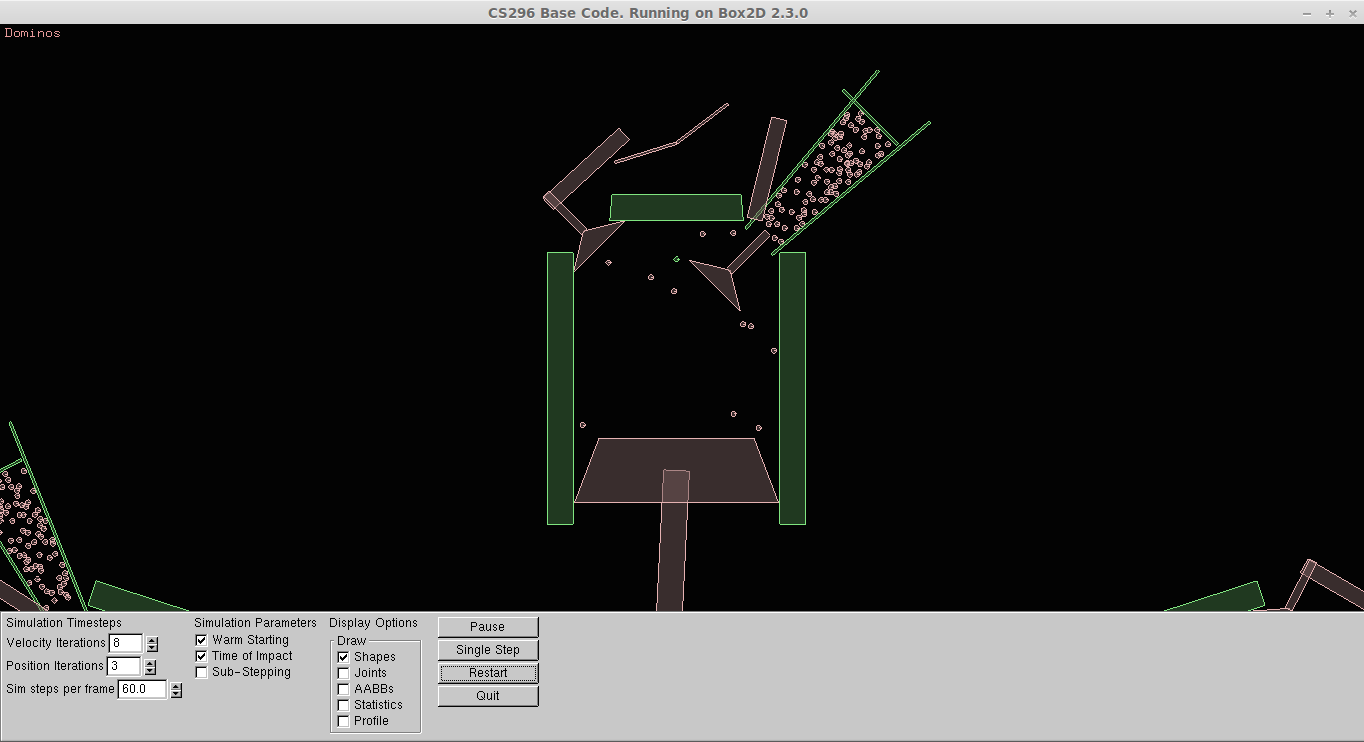 CS296 Base Code. Running on Box2D 2.3.0
Dominos
Simulation Timesteps
Velocity Iterations 8
Position Iterations 3
Sim steps per frame 60.0
Simulation Parameters
Warm Starting
Time of Impact
Sub-Stepping
Display Options
Draw
Shapes
Joints
AABBs
Statistics
Profile
Pause
Single Step
Restart
Quit